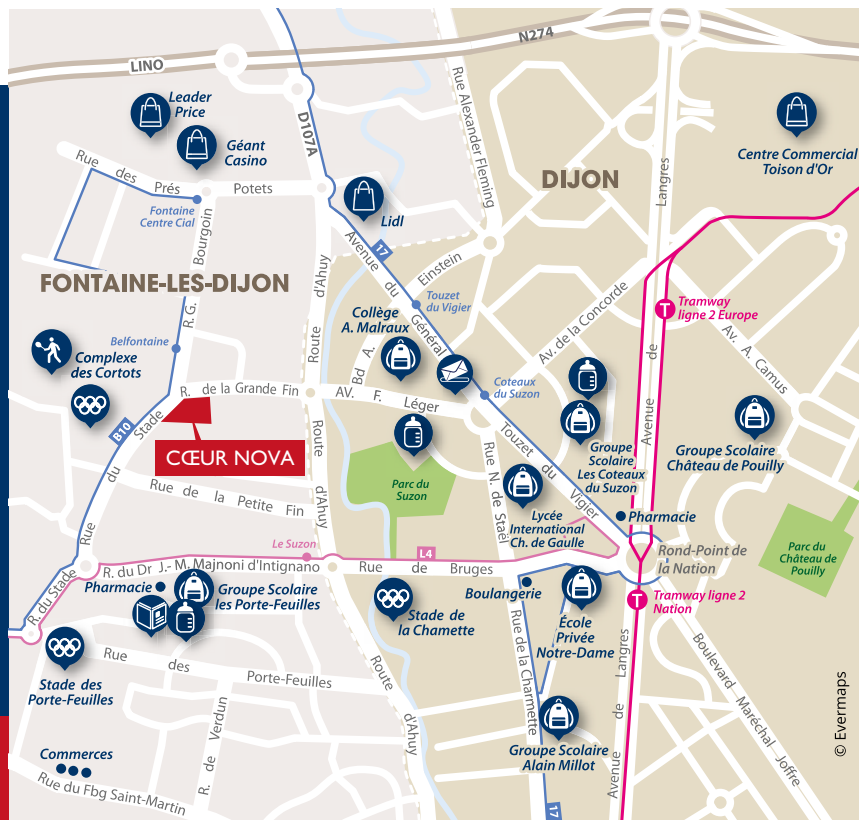 N274
LINO
Leader
Price
Géant
Casino
D107A
Rue Alexander Fleming
Langres
Centre Commercial
Toison d'Or
DIJON
Rue des Prés Potets
Fontaine
Centre Cial
Bourgoin
R. G.
Lidl
17
Avenue du Général
Einstein
Bd A.
Route d'Ahuy
FONTAINE-LES-DIJON
Touzet
du Vigier
Collège
A. Malraux
Av. de la Concorde
Tramway
ligne 2 Europe
T
Av. A. Camus
Belfontaine
Complexe
des Cortots
R. de la Grande Fin
AV. F. Léger
Coteaux
du Suzon
Avenue de
B10
Rue du Stade
CŒUR NOVA
Touzet du Vigier
Groupe
Scolaire
Les Coteaux
du Suzon
Groupe Scolaire
Château de Pouilly
Route d'Ahuy
Parc du
Suzon
Rue N. de Staël
Rue de la Petite Fin
Lycée
International
Ch. de Gaulle
Pharmacie
Rond-Point de
la Nation
Parc du
Château de
Pouilly
Le Suzon
L4
R. du Dr J.-M. Majnoni d'Intignano
Rue de Bruges
R. du Stade
Pharmacie
Groupe Scolaire
les Porte-Feuilles
Boulangerie
Stade de
la Chamette
École
Privée
Notre-Dame
T
Tramway ligne 2
Nation
Rue de la Charmette
Stade des
Porte-Feuilles
Rue des Porte-Feuilles
Route d'Ahuy
R. de Verdun
Avenue de Langres
Boulevard Maréchal Joffre
Groupe Scolaire
Alain Millot
Commerces
Rue du Fbg Saint-Martin
17
© Evermaps